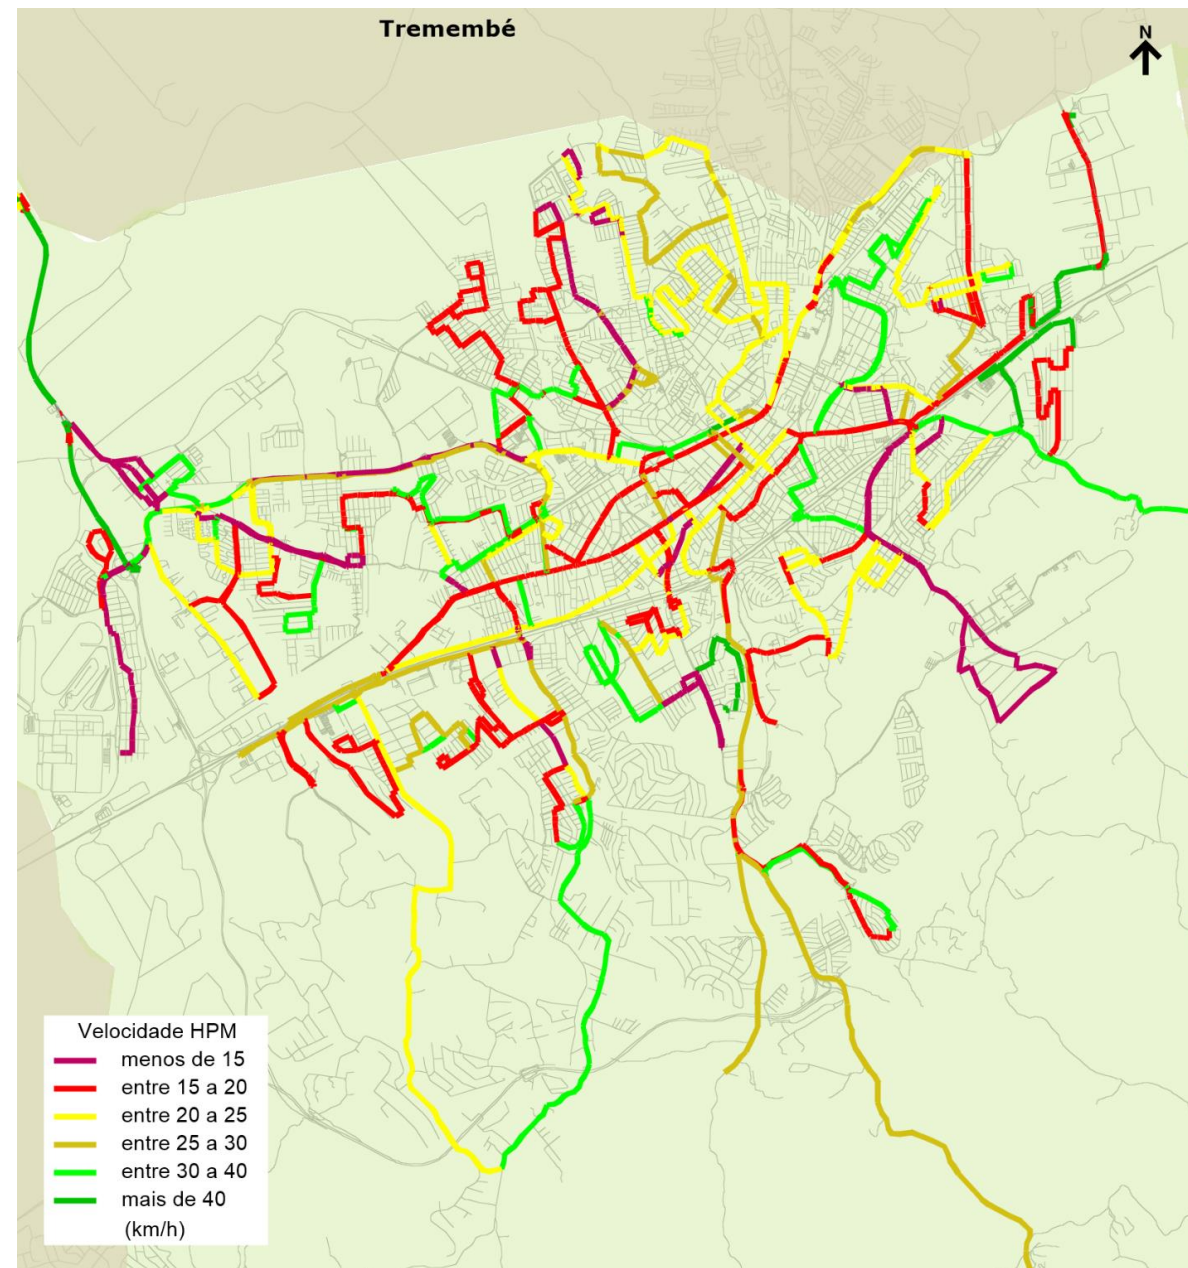 Tremembé
N
Velocidade HPM
menos de 15
entre 15 a 20
entre 20 a 25
entre 25 a 30
entre 30 a 40
mais de 40
(km/h)